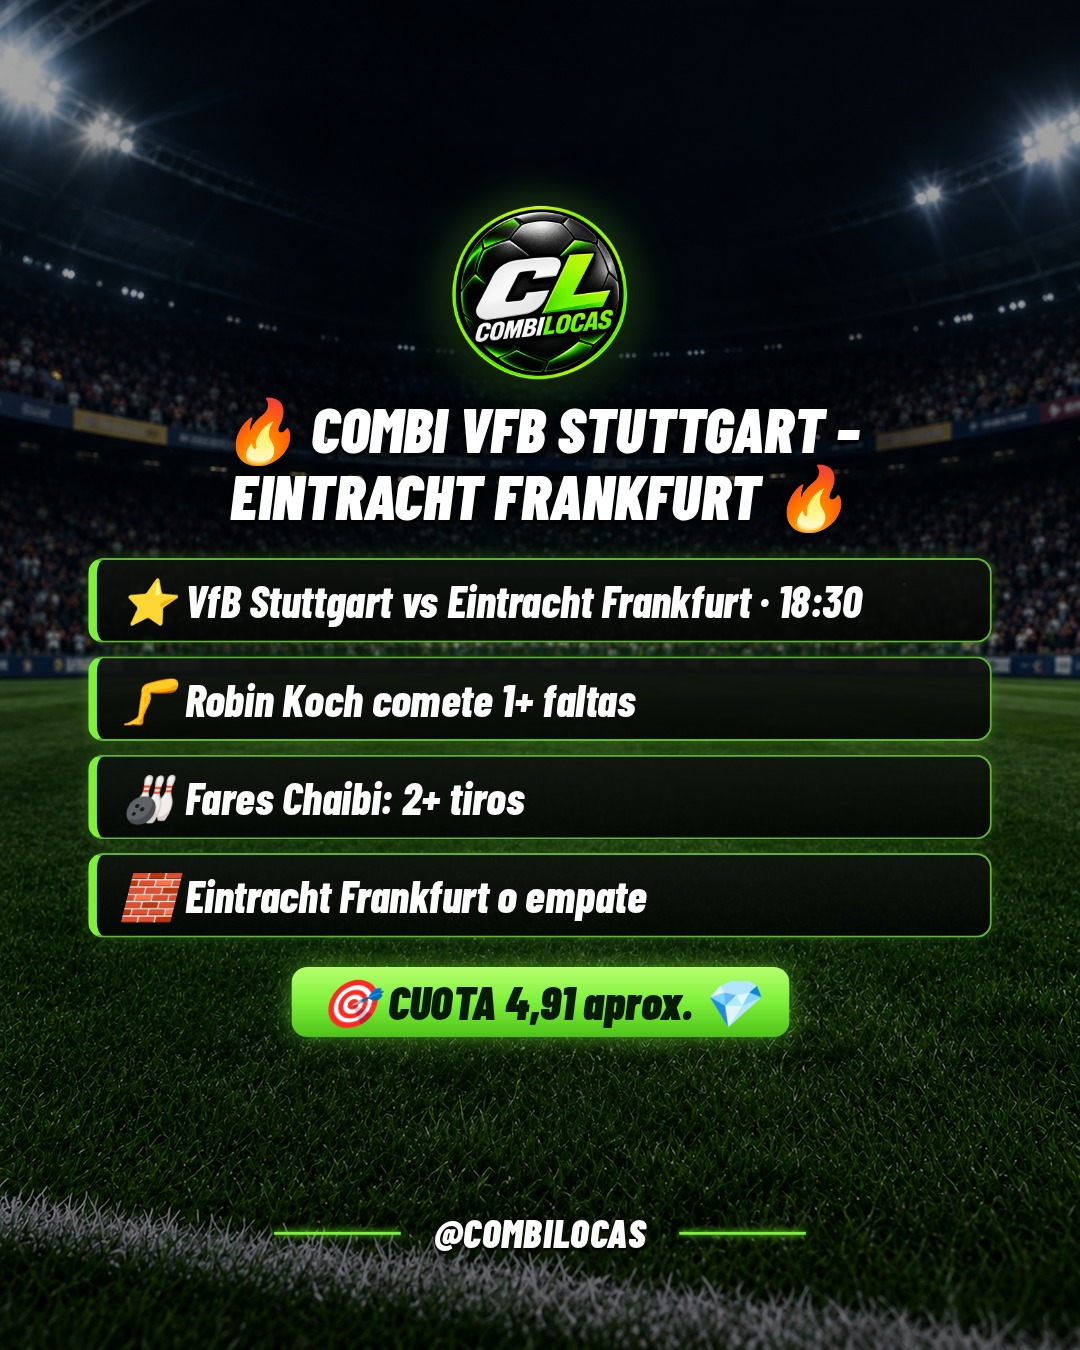 CL
COMBILOCAS
🔥 COMBI VFB STUTTGART -
EINTRACHT FRANKFURT 🔥
⭐ VfB Stuttgart vs Eintracht Frankfurt · 18:30
🦵 Robin Koch comete 1+ faltas
🎳 Fares Chaibi: 2+ tiros
🧱 Eintracht Frankfurt o empate
🎯 CUOTA 4,91 aprox. 💎
@COMBILOCAS